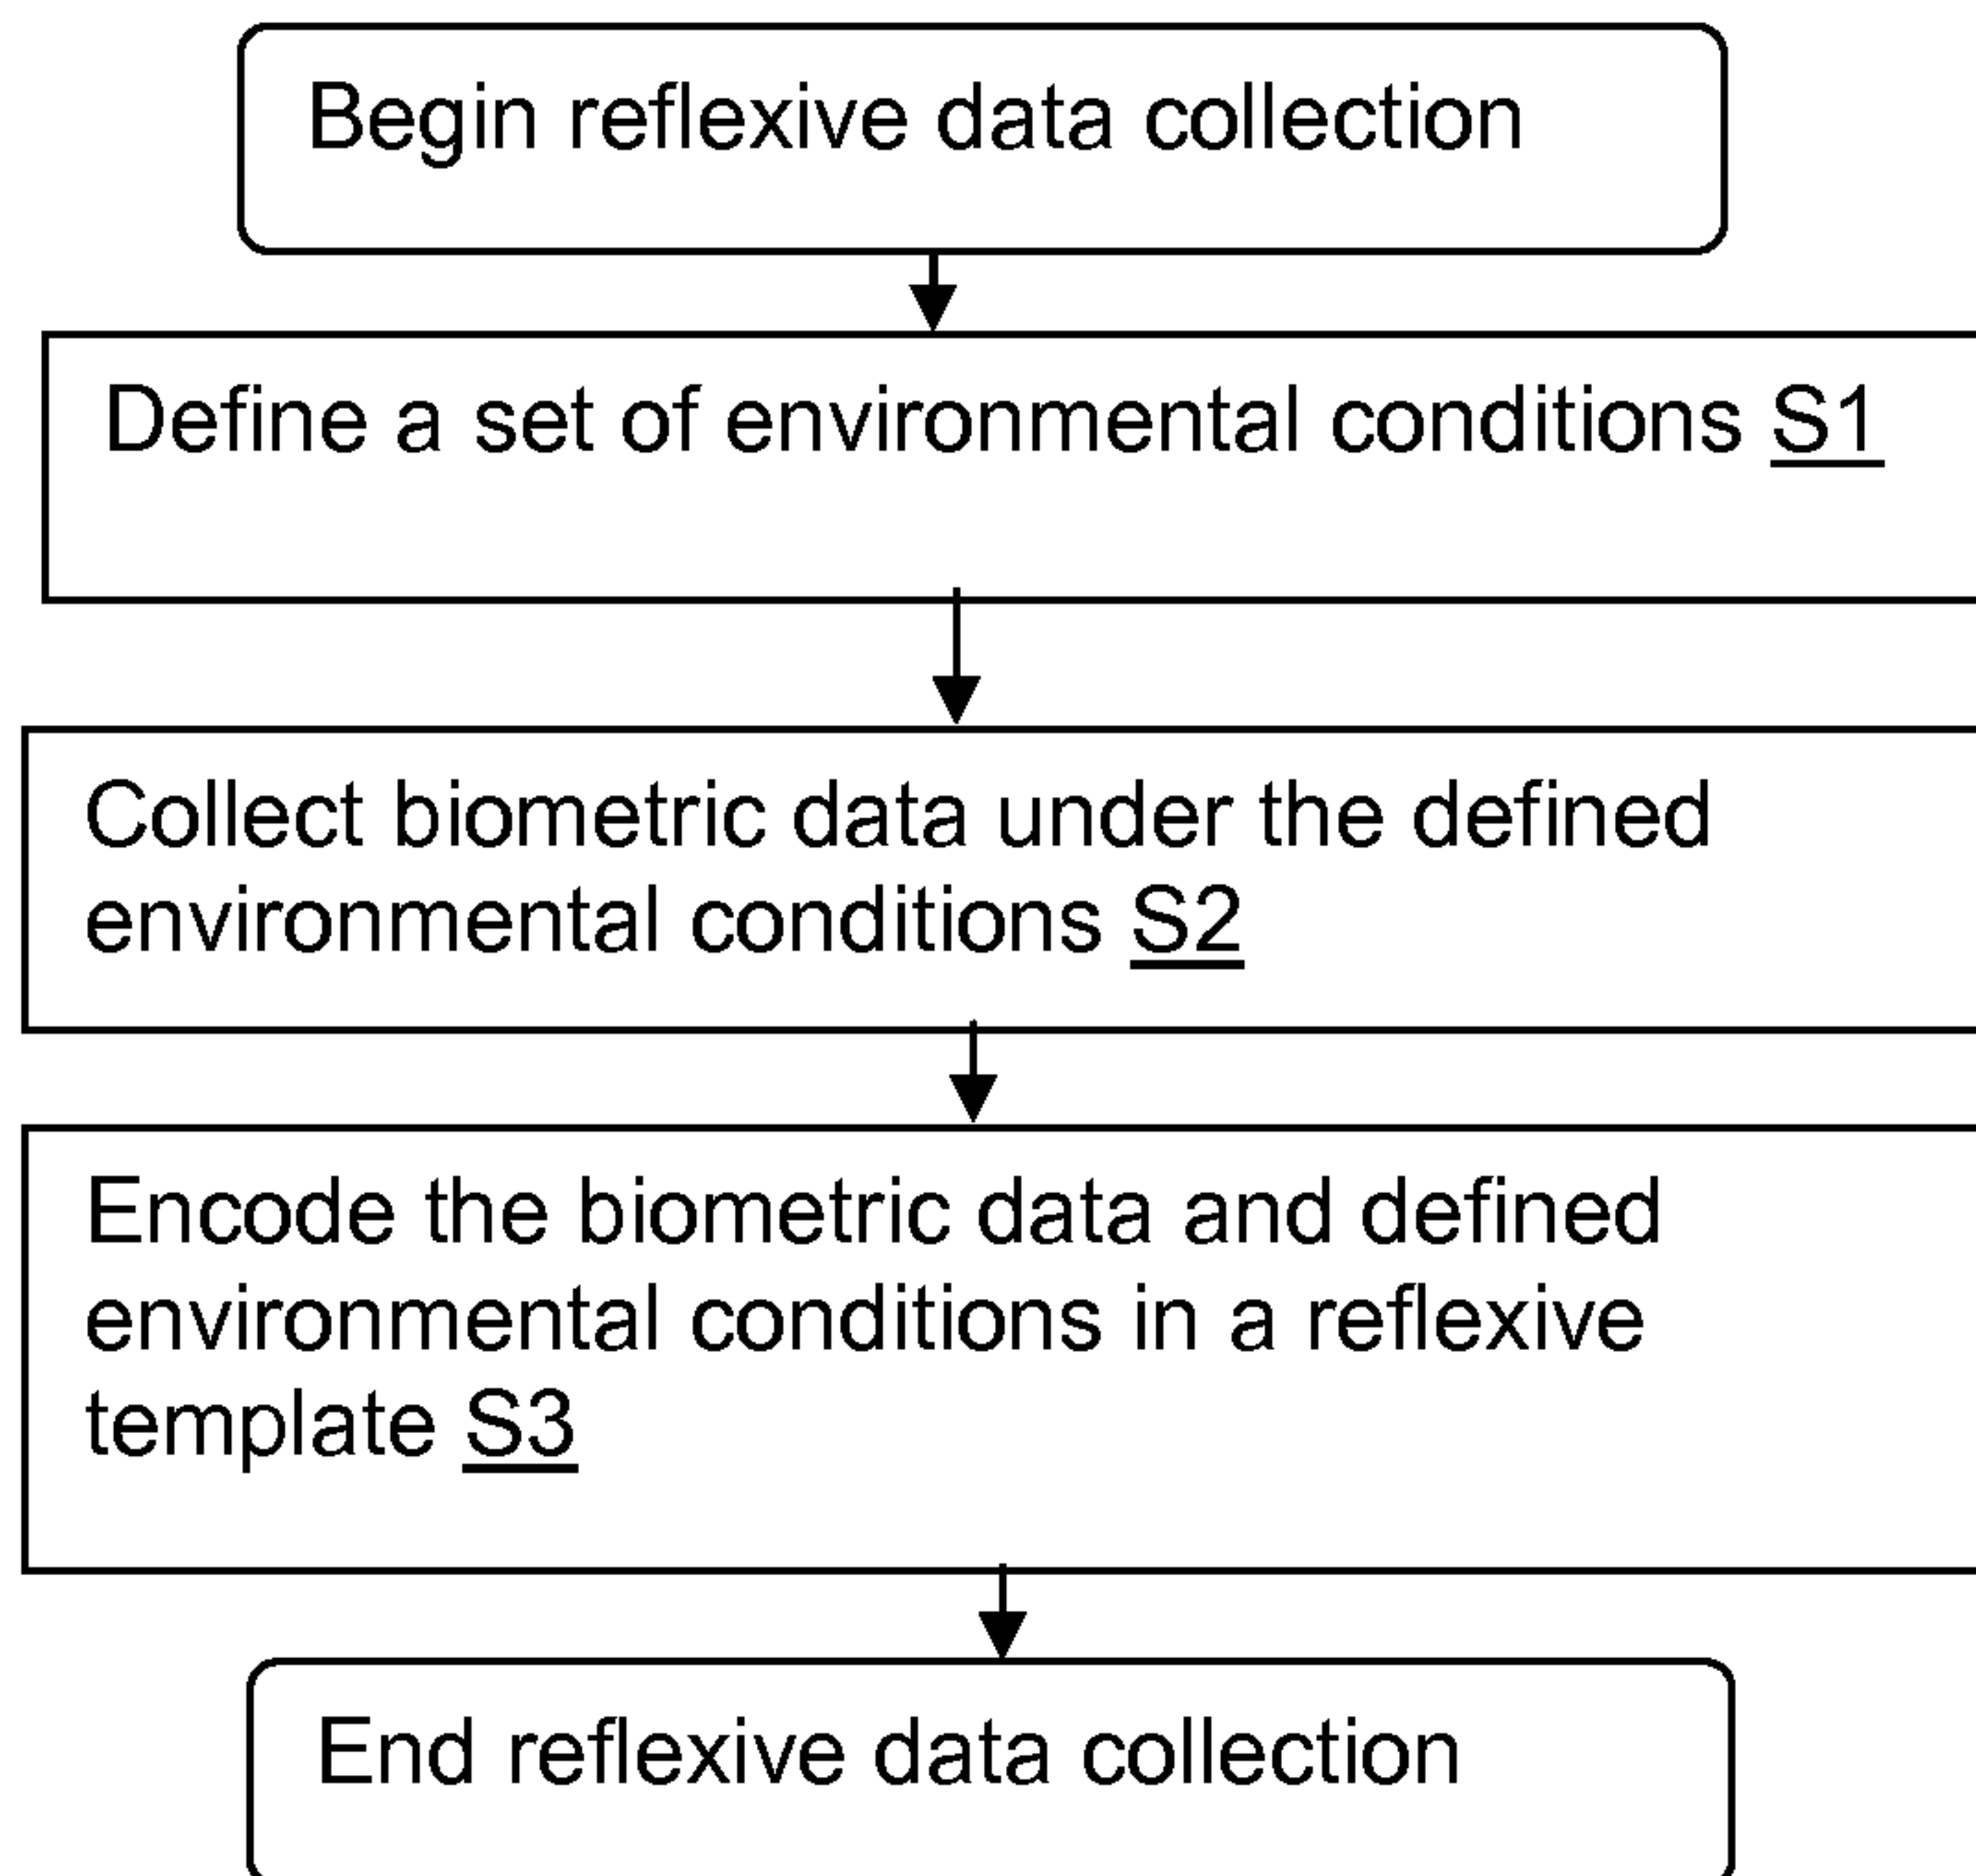 Begin reflexive data collection
Define a set of environmental conditions S1
Collect biometric data under the defined
environmental conditions S2
Encode the biometric data and defined
environmental conditions in a reflexive
template S3
End reflexive data collection